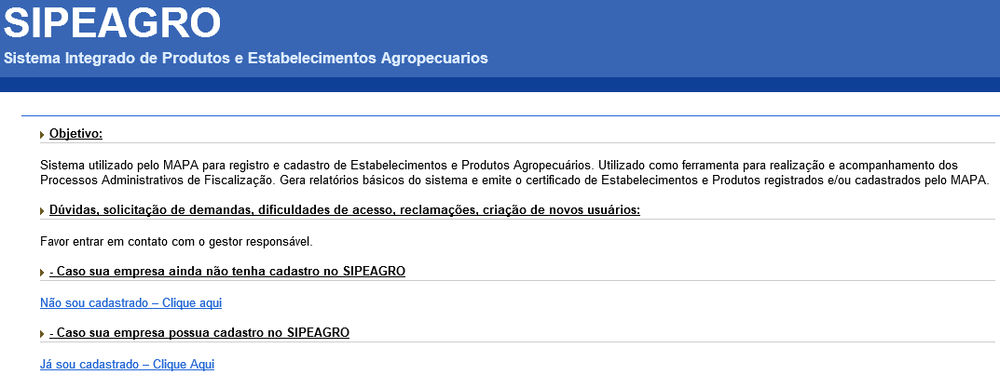 SIPEAGRO
Sistema Integrado de Produtos e Estabelecimentos Agropecuarios
Objetivo:
Sistema utilizado pelo MAPA para registro e cadastro de Estabelecimentos e Produtos Agropecuários. Utilizado como ferramenta para realização e acompanhamento dos
Processos Administrativos de Fiscalização. Gera relatórios básicos do sistema e emite o certificado de Estabelecimentos e Produtos registrados e/ou cadastrados pelo MAPA.
Dúvidas, solicitação de demandas, dificuldades de acesso, reclamações, criação de novos usuários:
Favor entrar em contato com o gestor responsável.
- Caso sua empresa ainda não tenha cadastro no SIPEAGRO
Não sou cadastrado – Clique aqui
- Caso sua empresa possua cadastro no SIPEAGRO
Já sou cadastrado – Clique Aqui